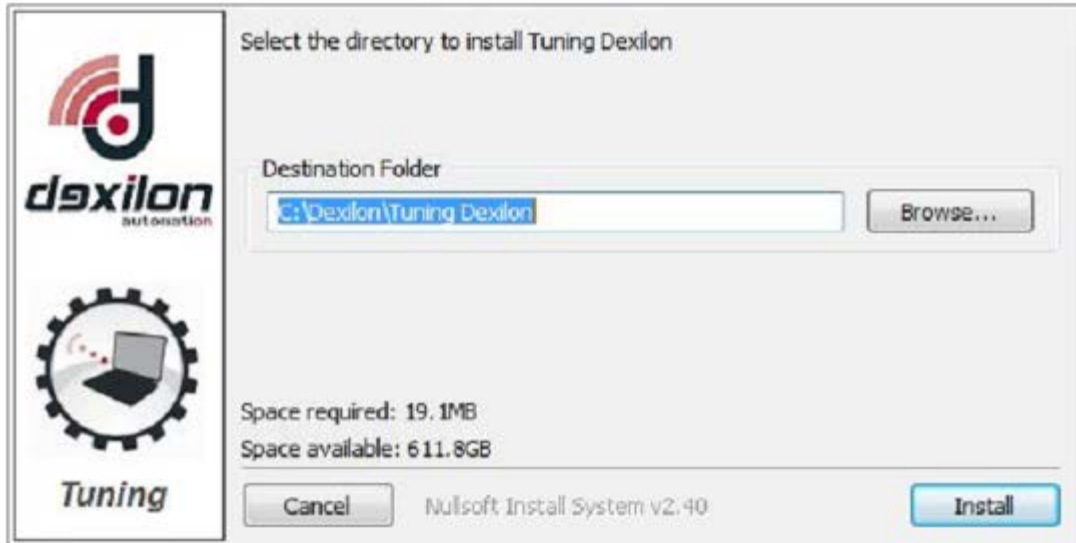 Select the directory to install Tuning Dexilon
dexilon
automation
Destination Folder
C:\Dexilon\Tuning Dexilon
Browse...
Space required: 19.1MB
Space available: 611.8GB
Tuning
Cancel
Nullsoft Install System v2.40
Install